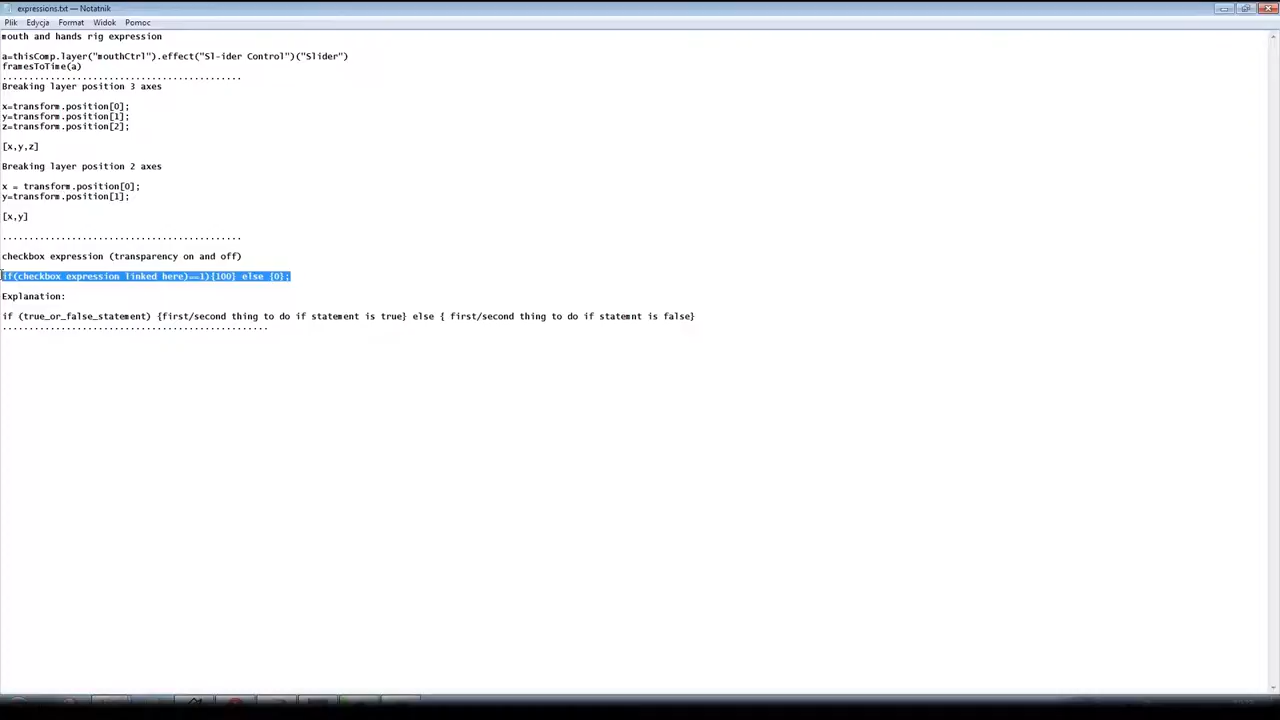 expressions.txt — Notatnik
Plik Edycja Format Widok Pomoc
mouth and hands rig expression
a=thisComp.layer("mouthCtrl").effect("Sl-ider Control")("Slider")
framesToTime(a)
.............................................
Breaking layer position 3 axes
x=transform.position[0];
y=transform.position[1];
z=transform.position[2];
[x,y,z]
Breaking layer position 2 axes
x = transform.position[0];
y=transform.position[1];
[x,y]
.............................................
checkbox expression (transparency on and off)
if(checkbox expression linked here)==1){100} else {0};
Explanation:
if (true_or_false_statement) {first/second thing to do if statement is true} else { first/second thing to do if statemnt is false}
..................................................